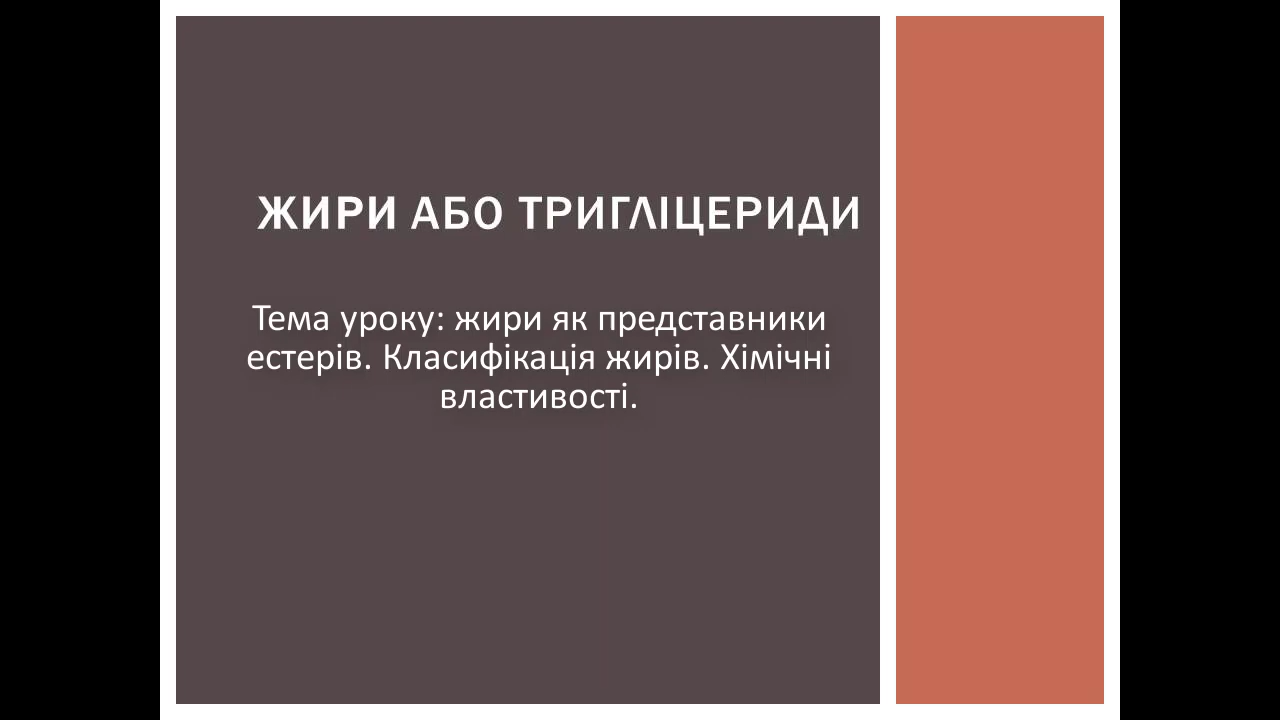 ЖИРИ АБО ТРИГЛІЦЕРИДИ
Тема уроку: жири як представники
естерів. Класифікація жирів. Хімічні
властивості.